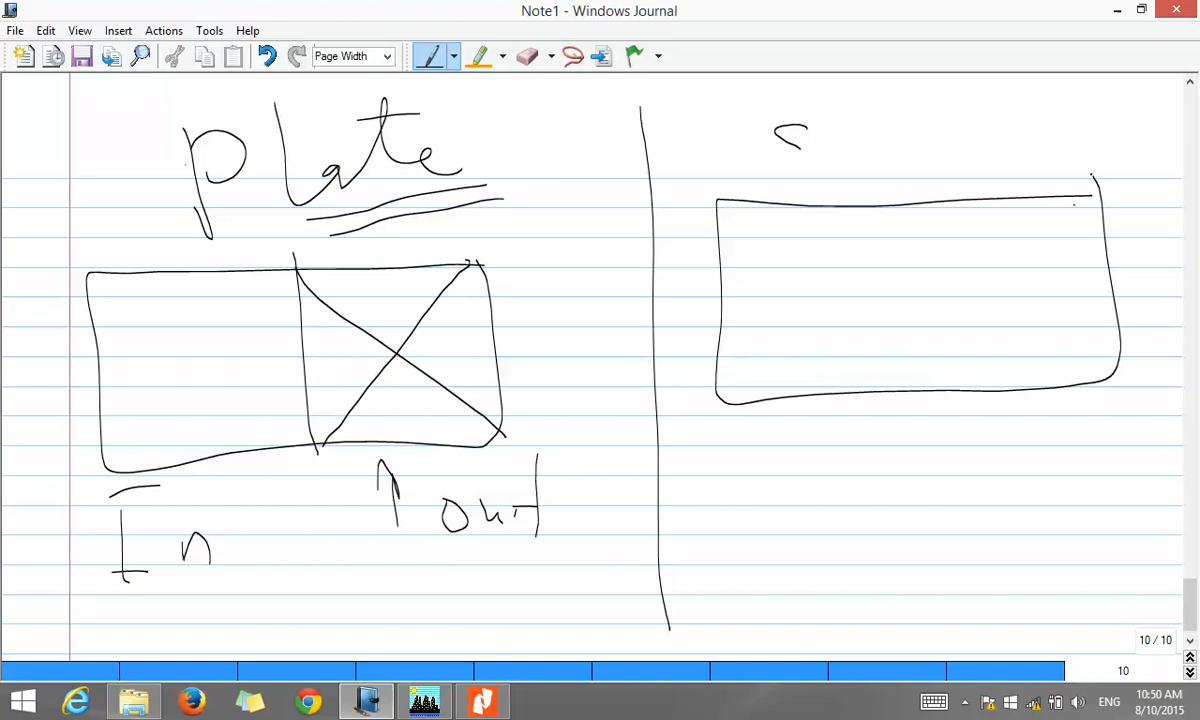 Note1 - Windows Journal
File Edit View Insert Actions Tools Help
Page Width
plate
In
out
10 / 10
10
ENG
10:50 AM
8/10/2015